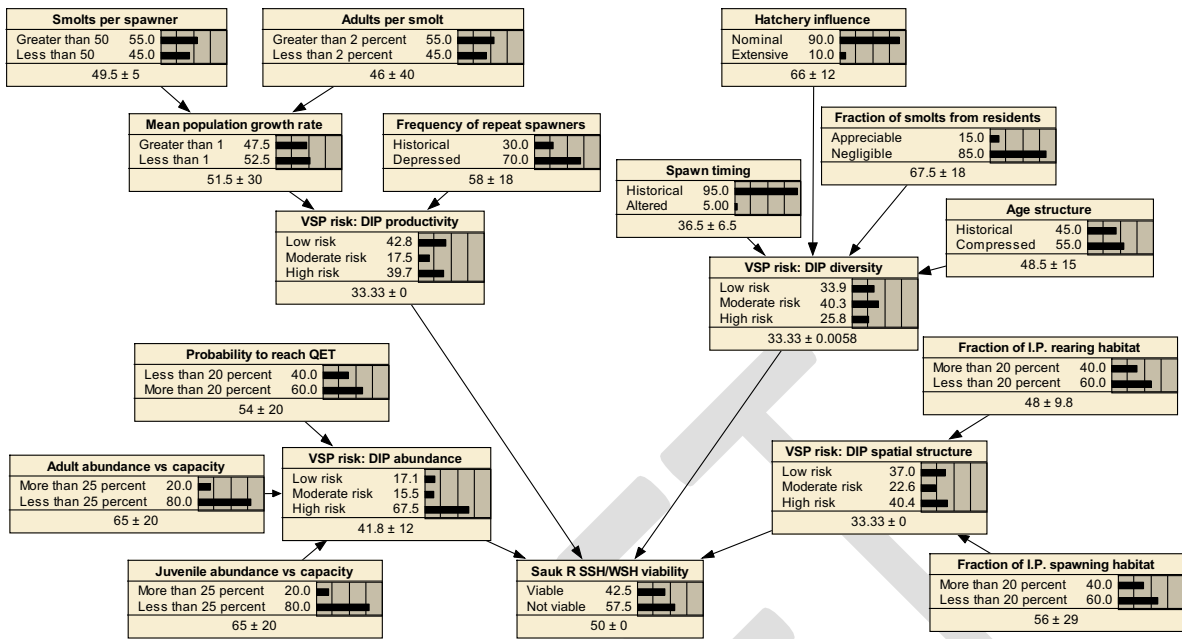 Smolts per spawner
Greater than 50 55.0
Less than 50 45.0
49.5 ± 5
Adults per smolt
Greater than 2 percent 55.0
Less than 2 percent 45.0
46 ± 40
Hatchery influence
Nominal 90.0
Extensive 10.0
66 ± 12
Mean population growth rate
Greater than 1 47.5
Less than 1 52.5
51.5 ± 30
Frequency of repeat spawners
Historical 30.0
Depressed 70.0
58 ± 18
Fraction of smolts from residents
Appreciable 15.0
Negligible 85.0
67.5 ± 18
Spawn timing
Historical 95.0
Altered 5.00
36.5 ± 6.5
VSP risk: DIP productivity
Low risk 42.8
Moderate risk 17.5
High risk 39.7
33.33 ± 0
Age structure
Historical 45.0
Compressed 55.0
48.5 ± 15
VSP risk: DIP diversity
Low risk 33.9
Moderate risk 40.3
High risk 25.8
33.33 ± 0.0058
Probability to reach QET
Less than 20 percent 40.0
More than 20 percent 60.0
54 ± 20
Fraction of I.P. rearing habitat
More than 20 percent 40.0
Less than 20 percent 60.0
48 ± 9.8
Adult abundance vs capacity
More than 25 percent 20.0
Less than 25 percent 80.0
65 ± 20
VSP risk: DIP abundance
Low risk 17.1
Moderate risk 15.5
High risk 67.5
41.8 ± 12
VSP risk: DIP spatial structure
Low risk 37.0
Moderate risk 22.6
High risk 40.4
33.33 ± 0
Juvenile abundance vs capacity
More than 25 percent 20.0
Less than 25 percent 80.0
65 ± 20
Sauk R SSH/WSH viability
Viable 42.5
Not viable 57.5
50 ± 0
Fraction of I.P. spawning habitat
More than 20 percent 40.0
Less than 20 percent 60.0
56 ± 29